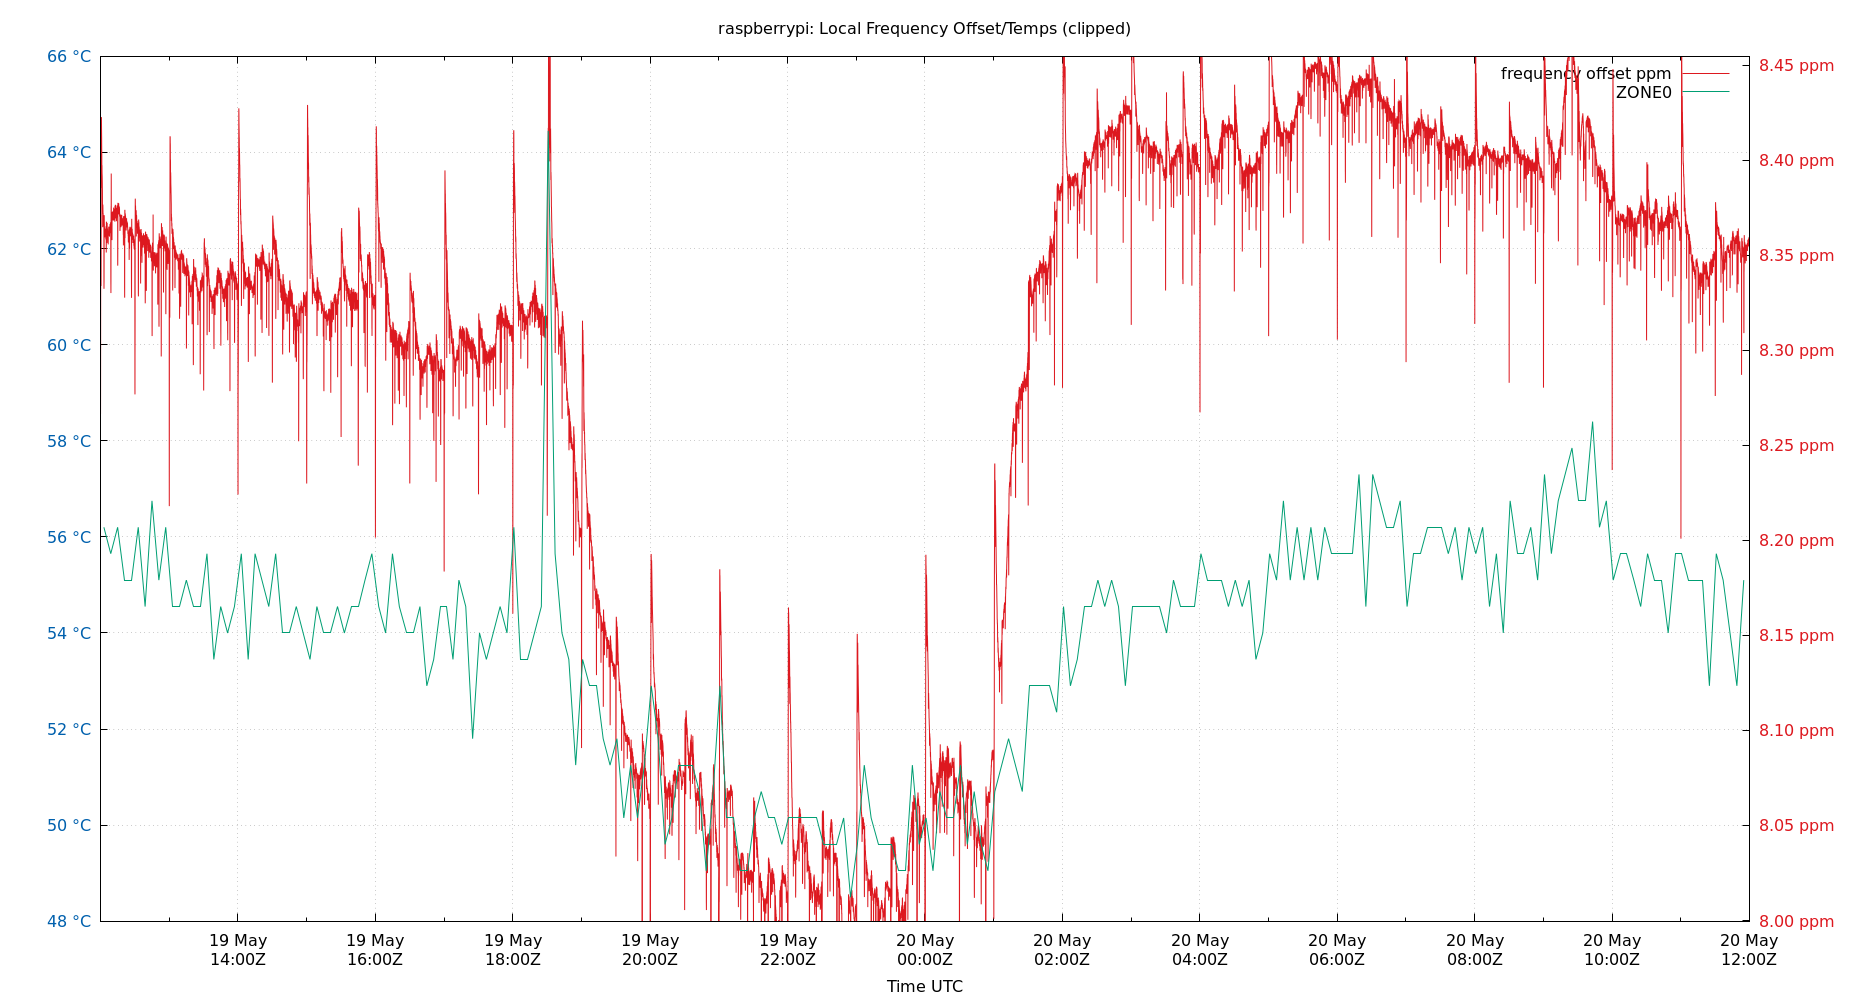 raspberrypi: Local Frequency Offset/Temps (clipped)
66 °C
64 °C
62 °C
60 °C
58 °C
56 °C
54 °C
52 °C
50 °C
48 °C
frequency offset ppm
ZONE0
8.45 ppm
8.40 ppm
8.35 ppm
8.30 ppm
8.25 ppm
8.20 ppm
8.15 ppm
8.10 ppm
8.05 ppm
8.00 ppm
19 May
14:00Z
19 May
16:00Z
19 May
18:00Z
19 May
20:00Z
19 May
22:00Z
20 May
00:00Z
20 May
02:00Z
20 May
04:00Z
20 May
06:00Z
20 May
08:00Z
20 May
10:00Z
20 May
12:00Z
Time UTC